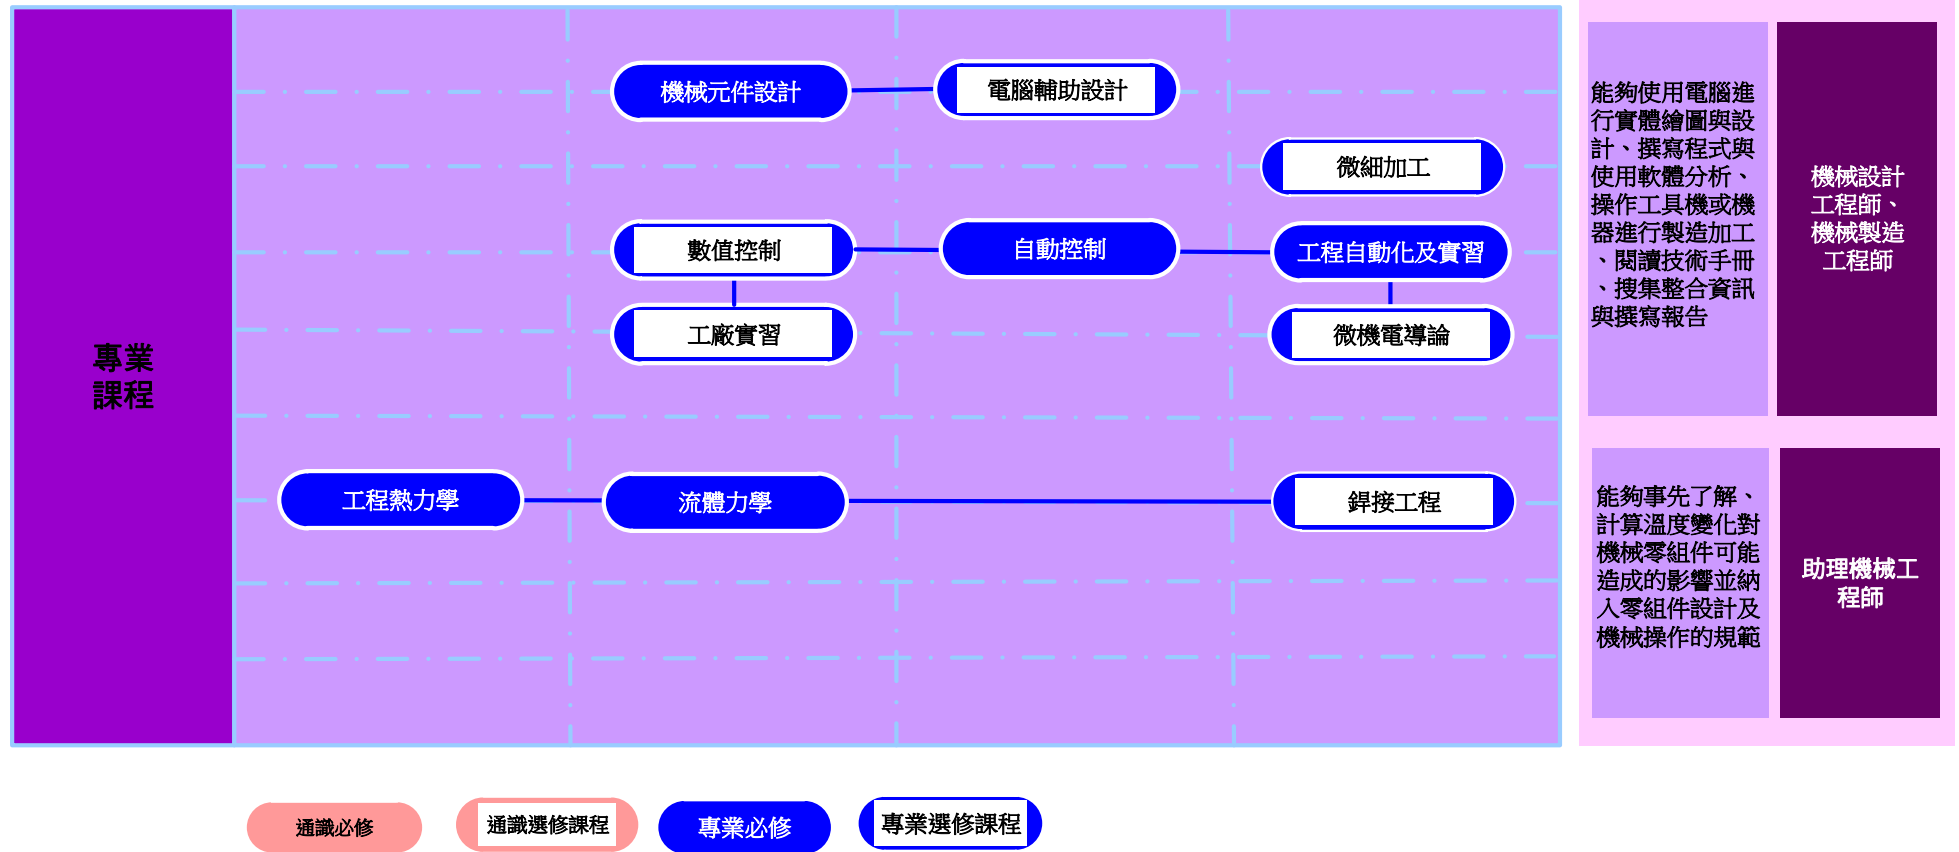 專業
課程
機械元件設計
電腦輔助設計
微細加工
數值控制
自動控制
工程自動化及實習
工廠實習
微機電導論
工程熱力學
流體力學
銲接工程
能夠使用電腦進
行實體繪圖與設
計、撰寫程式與
使用軟體分析、
操作工具機或機
器進行製造加工
、閱讀技術手冊
、搜集整合資訊
與撰寫報告
機械設計
工程師、
機械製造
工程師
能夠事先了解、
計算溫度變化對
機械零組件可能
造成的影響並納
入零組件設計及
機械操作的規範
助理機械工
程師
通識必修
通識選修課程
專業必修
專業選修課程